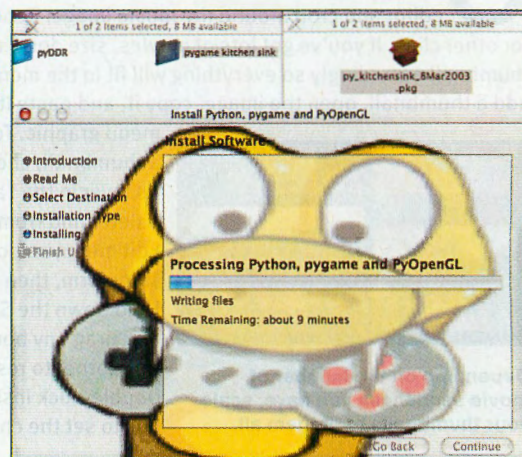 1 of 2 items selected, 8 MB available
1 of 2 items selected, 8 MB available
pyDDR
pygame kitchen sink
py_kitchensink_8Mar2003
.pkg
Install Python, pygame and PyOpenGL
Install Software
Introduction
Read Me
Select Destination
Installation Type
Installing
Finish U
Processing Python, pygame and PyOpenGL
Writing files
Time Remaining: about 9 minutes
Go Back
Continue